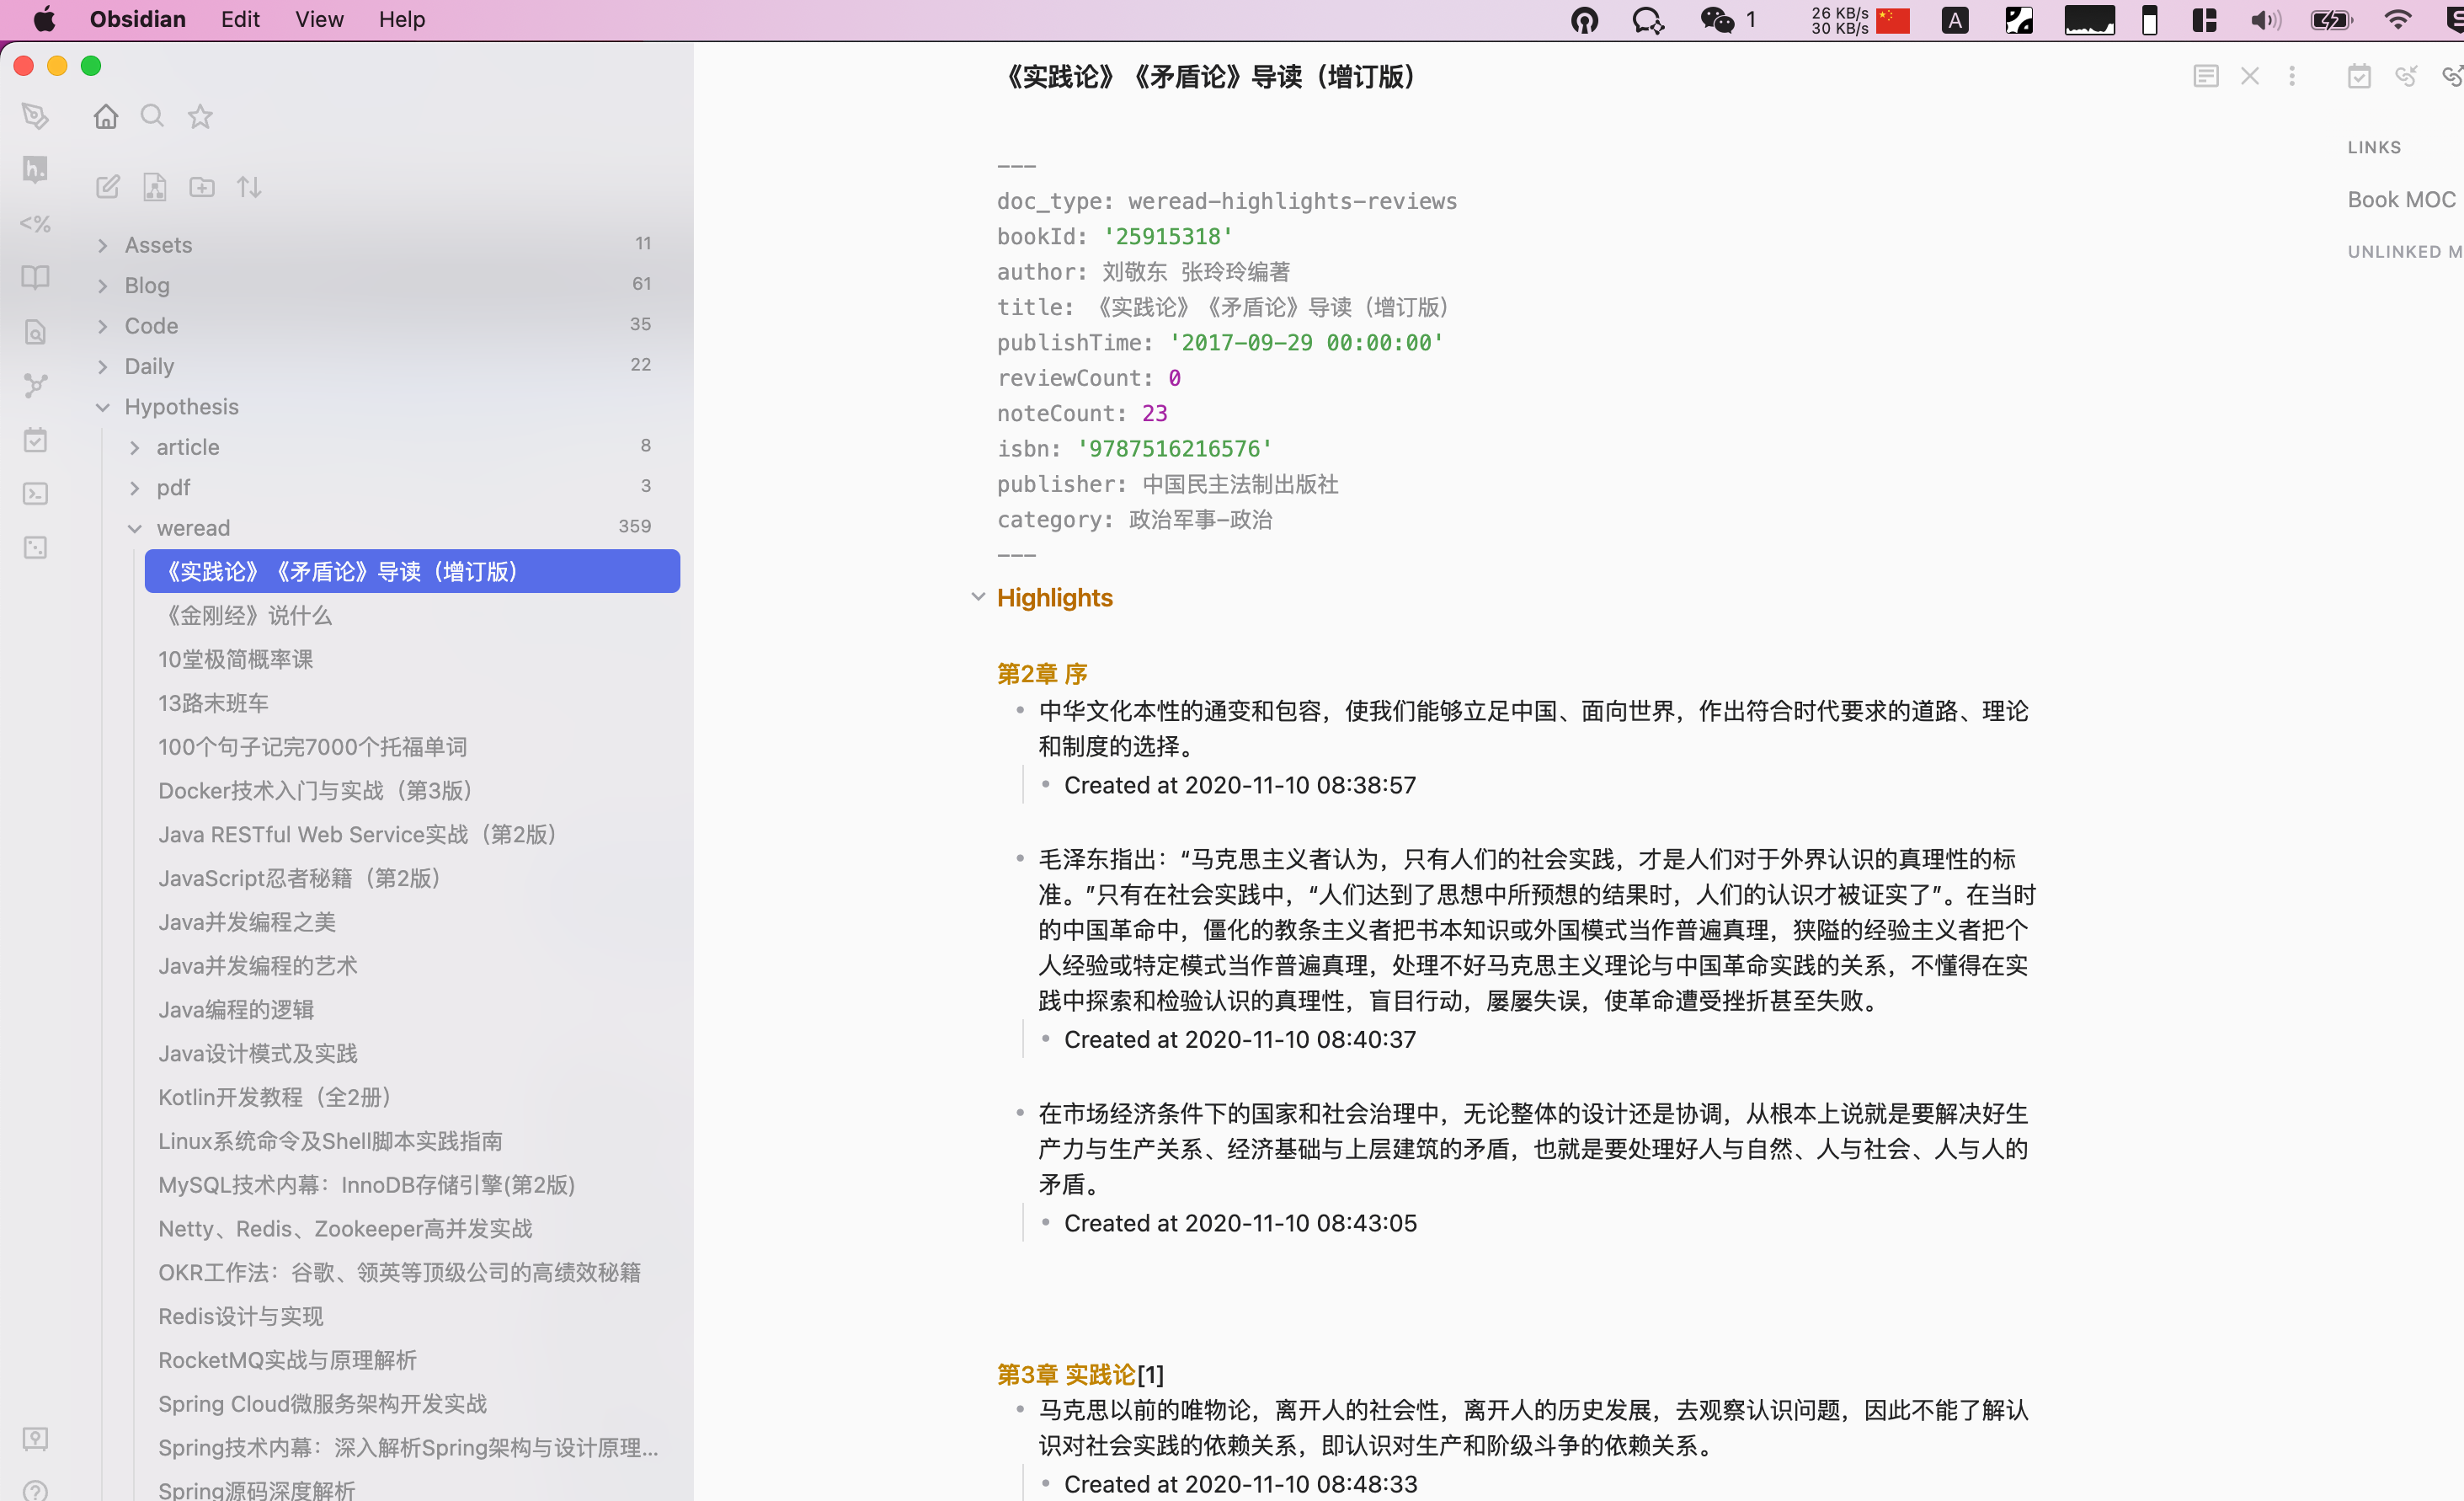 Obsidian Edit View Help
1 26 KB/s
30 KB/s
A
《实践论》《矛盾论》导读（增订版）
h.
<%
Assets 11
Blog 61
Code 35
Daily 22
Hypothesis
article 8
pdf 3
weread 359
《实践论》《矛盾论》导读（增订版）
《金刚经》说什么
10堂极简概率课
13路末班车
100个句子记完7000个托福单词
Docker技术入门与实战（第3版）
Java RESTful Web Service实战（第2版）
JavaScript忍者秘籍（第2版）
Java并发编程之美
Java并发编程的艺术
Java编程的逻辑
Java设计模式及实践
Kotlin开发教程（全2册）
Linux系统命令及Shell脚本实践指南
MySQL技术内幕：InnoDB存储引擎(第2版)
Netty、Redis、Zookeeper高并发实战
OKR工作法：谷歌、领英等顶级公司的高绩效秘籍
Redis设计与实现
RocketMQ实战与原理解析
Spring Cloud微服务架构开发实战
Spring技术内幕：深入解析Spring架构与设计原理...
Spring源码深度解析
---
doc_type: weread-highlights-reviews
bookId: '25915318'
author: 刘敬东 张玲玲编著
title: 《实践论》《矛盾论》导读（增订版）
publishTime: '2017-09-29 00:00:00'
reviewCount: 0
noteCount: 23
isbn: '9787516216576'
publisher: 中国民主法制出版社
category: 政治军事-政治
---
Highlights
第2章 序
中华文化本性的通变和包容，使我们能够立足中国、面向世界，作出符合时代要求的道路、理论
和制度的选择。
Created at 2020-11-10 08:38:57
毛泽东指出：“马克思主义者认为，只有人们的社会实践，才是人们对于外界认识的真理性的标
准。”只有在社会实践中，“人们达到了思想中所预想的结果时，人们的认识才被证实了”。在当时
的中国革命中，僵化的教条主义者把书本知识或外国模式当作普遍真理，狭隘的经验主义者把个
人经验或特定模式当作普遍真理，处理不好马克思主义理论与中国革命实践的关系，不懂得在实
践中探索和检验认识的真理性，盲目行动，屡屡失误，使革命遭受挫折甚至失败。
Created at 2020-11-10 08:40:37
在市场经济条件下的国家和社会治理中，无论整体的设计还是协调，从根本上说就是要解决好生
产力与生产关系、经济基础与上层建筑的矛盾，也就是要处理好人与自然、人与社会、人与人的
矛盾。
Created at 2020-11-10 08:43:05
第3章 实践论[1]
马克思以前的唯物论，离开人的社会性，离开人的历史发展，去观察认识问题，因此不能了解认
识对社会实践的依赖关系，即认识对生产和阶级斗争的依赖关系。
Created at 2020-11-10 08:48:33
LINKS
Book MOC
UNLINKED M